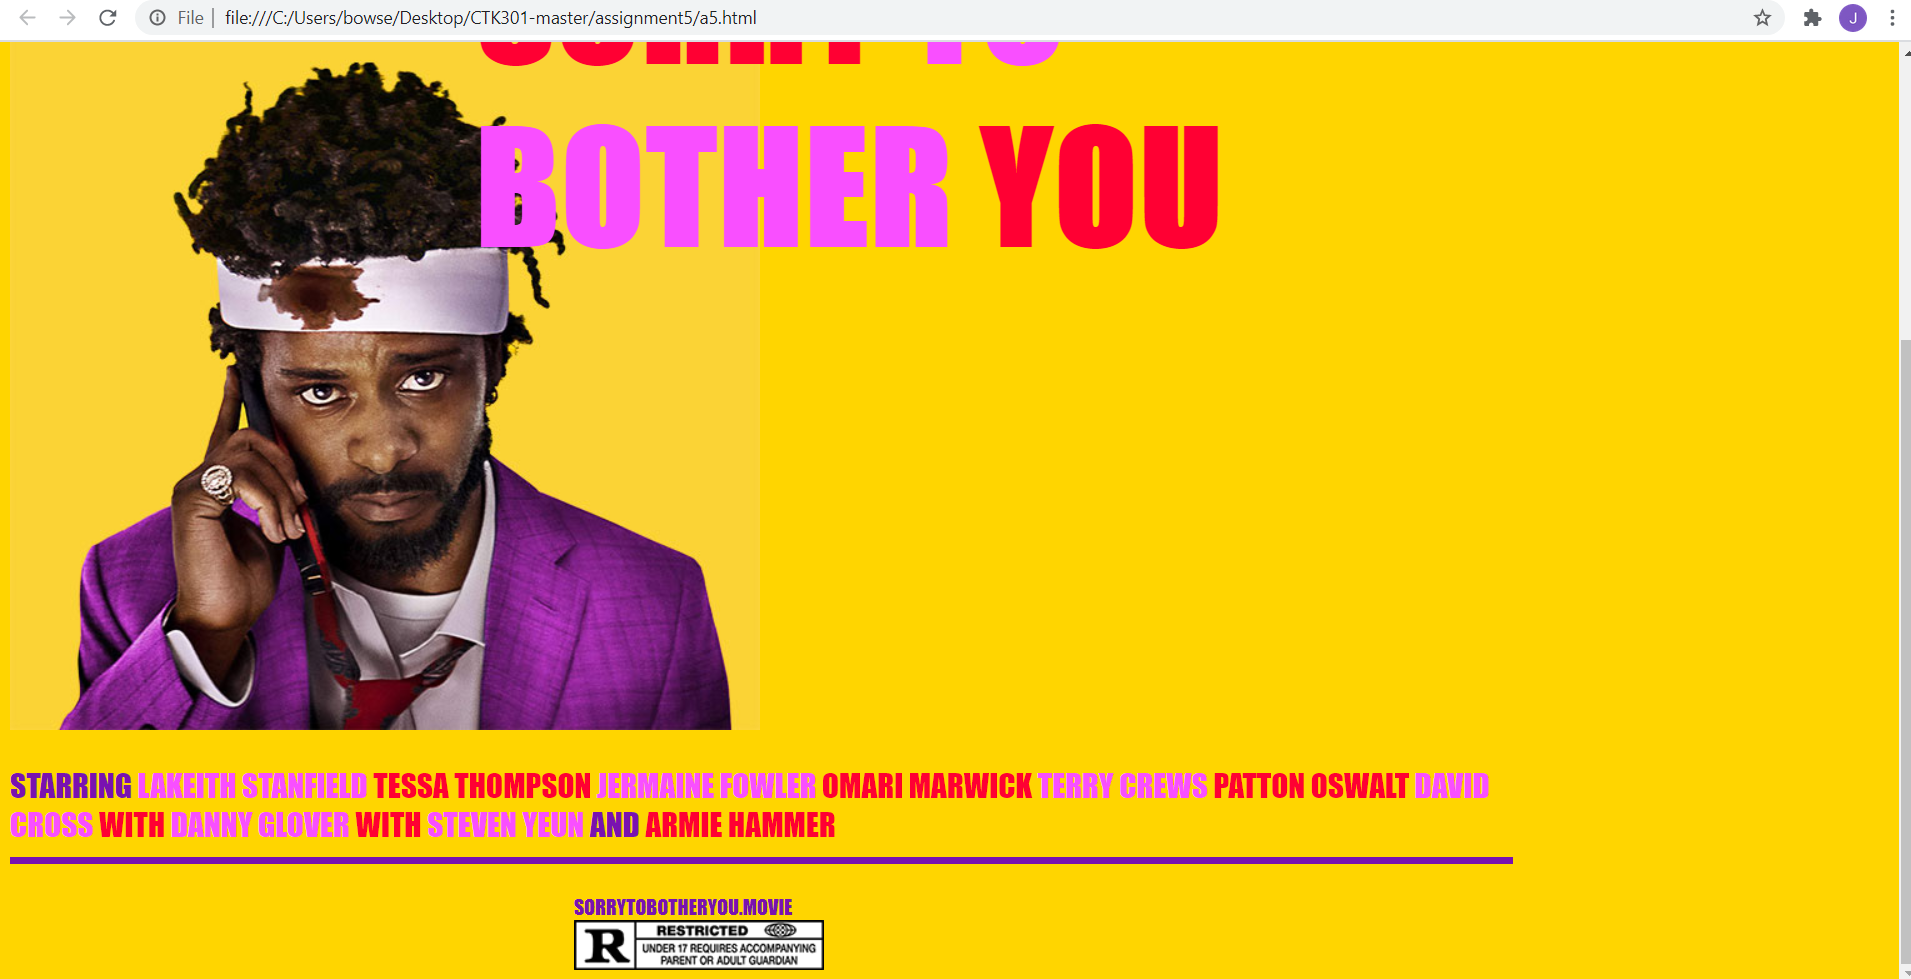 File | file:///C:/Users/bowse/Desktop/CTK301-master/assignment5/a5.html
J
SORRY TO
BOTHER YOU
STARRING LAKEITH STANFIELD TESSA THOMPSON JERMAINE FOWLER OMARI MARWICK TERRY CREWS PATTON OSWALT DAVID
CROSS WITH DANNY GLOVER WITH STEVEN YEUN AND ARMIE HAMMER
SORRYTOBOTHERYOU.MOVIE
R
RESTRICTED
UNDER 17 REQUIRES ACCOMPANYING
PARENT OR ADULT GUARDIAN